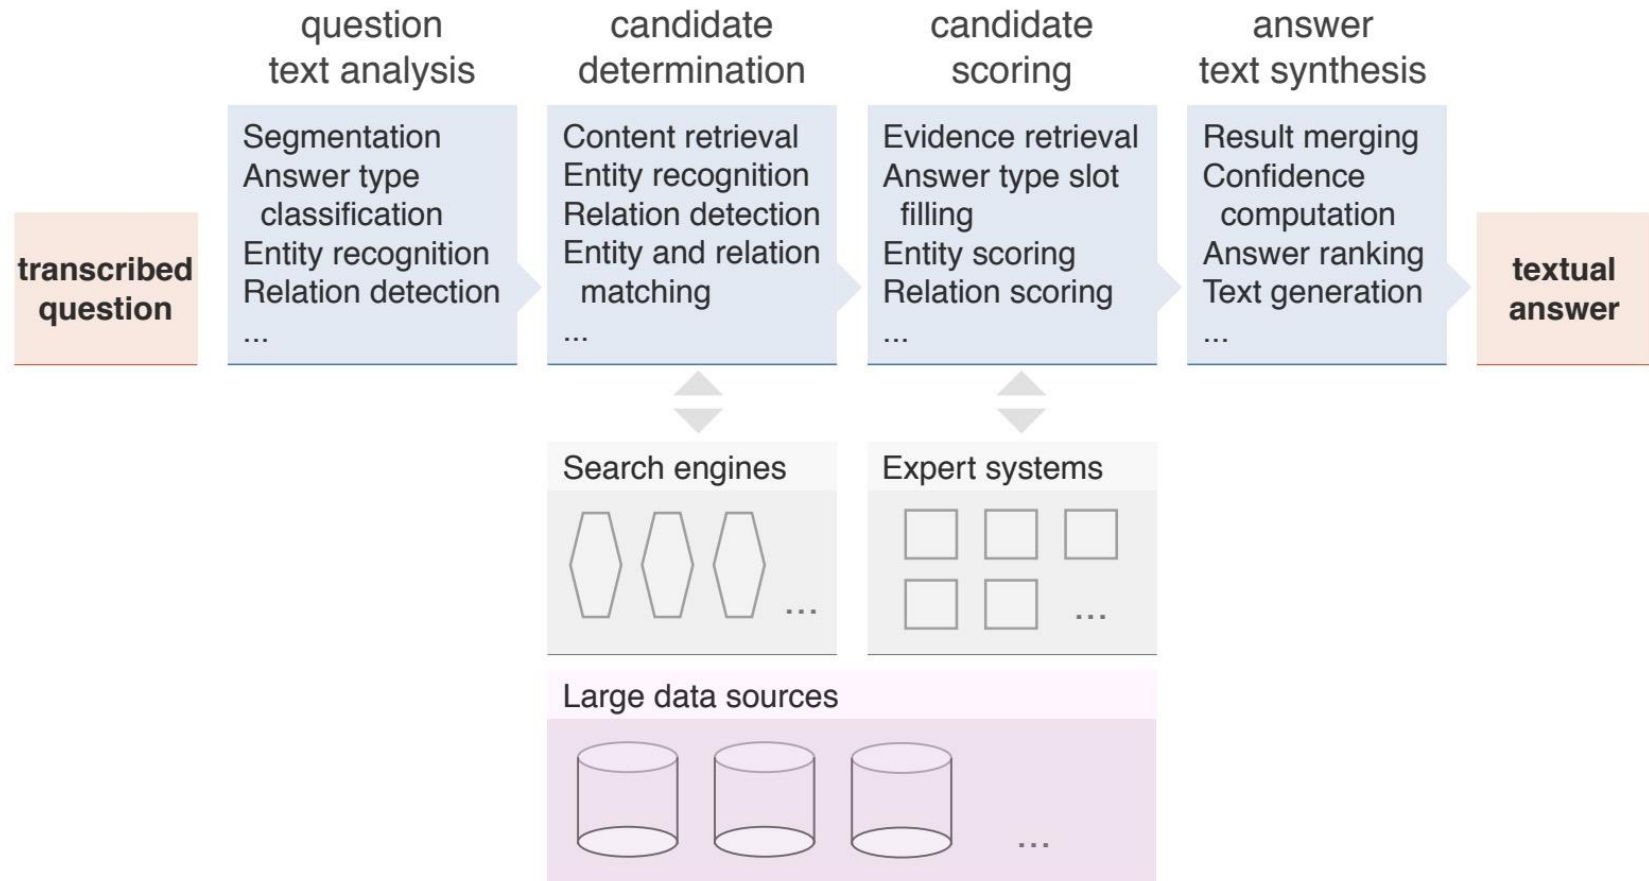 question
text analysis
candidate
determination
candidate
scoring
answer
text synthesis
transcribed
question
Segmentation
Answer type
classification
Entity recognition
Relation detection
...
Content retrieval
Entity recognition
Relation detection
Entity and relation
matching
...
Evidence retrieval
Answer type slot
filling
Entity scoring
Relation scoring
...
Result merging
Confidence
computation
Answer ranking
Text generation
...
textual
answer
Search engines
...
Expert systems
...
Large data sources
...